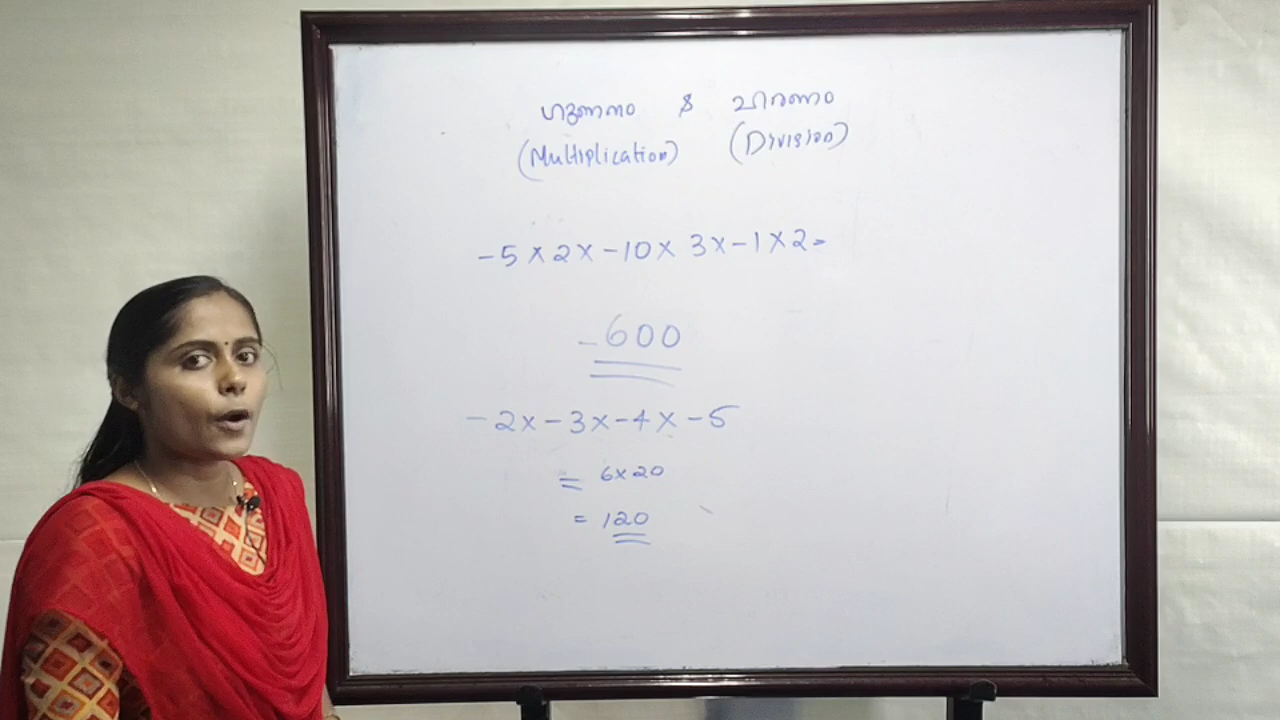 ഗുണനം & ഹരണം
(Multiplication) (Division)
-5 × 2 × -10 × 3 × -1 × 2 =
-600
-2 × -3 × -4 × -5
= 6 × 20
= 120